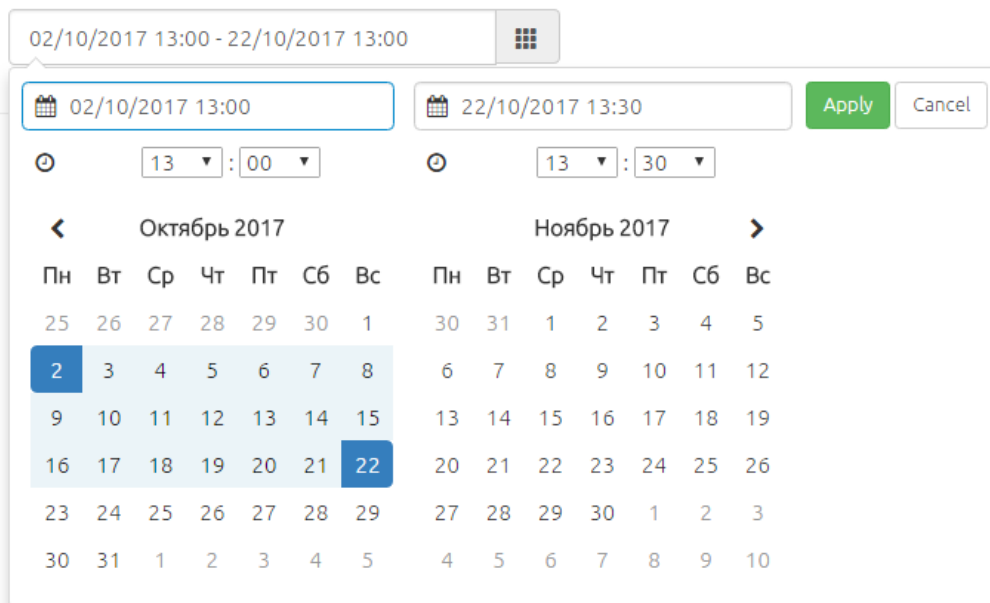 02/10/2017 13:00 - 22/10/2017 13:00
02/10/2017 13:00 22/10/2017 13:30 Apply Cancel
13 : 00 13 : 30
Октябрь 2017 Ноябрь 2017
Пн Вт Ср Чт Пт Сб Вс Пн Вт Ср Чт Пт Сб Вс
25 26 27 28 29 30 1 30 31 1 2 3 4 5
2 3 4 5 6 7 8 6 7 8 9 10 11 12
9 10 11 12 13 14 15 13 14 15 16 17 18 19
16 17 18 19 20 21 22 20 21 22 23 24 25 26
23 24 25 26 27 28 29 27 28 29 30 1 2 3
30 31 1 2 3 4 5 4 5 6 7 8 9 10